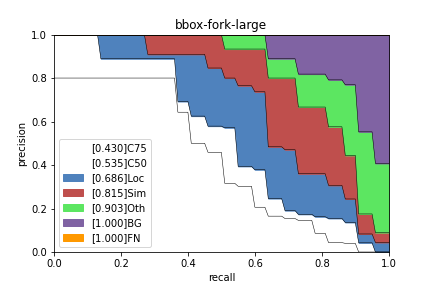 bbox-fork-large
1.0
0.8
0.6
0.4
0.2
0.0
precision
[0.430]C75
[0.535]C50
[0.686]Loc
[0.815]Sim
[0.903]Oth
[1.000]BG
[1.000]FN
0.0 0.2 0.4 0.6 0.8 1.0
recall